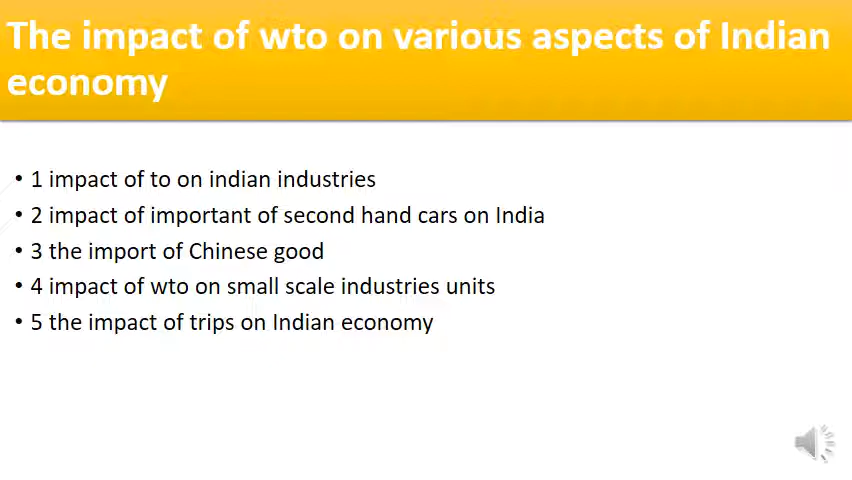 The impact of wto on various aspects of Indian
economy
• 1 impact of to on indian industries
• 2 impact of important of second hand cars on India
• 3 the import of Chinese good
• 4 impact of wto on small scale industries units
• 5 the impact of trips on Indian economy